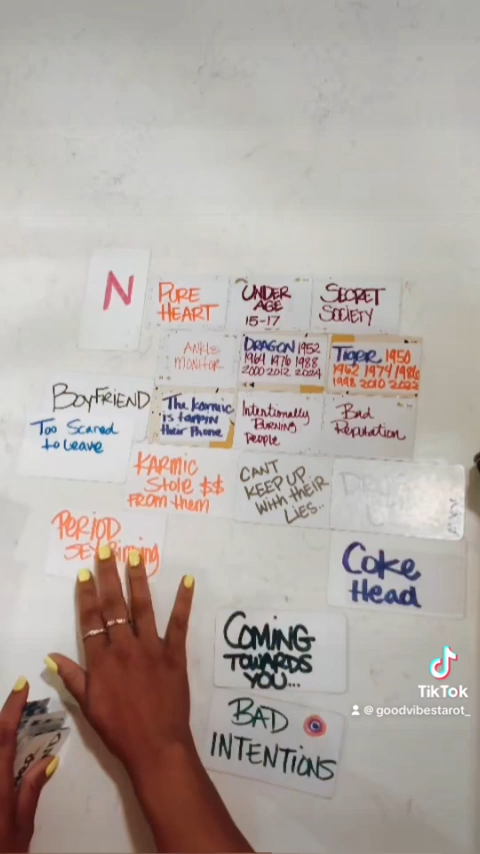 N
PURE
HEART
UNDER
AGE
15-17
SECRET
SOCIETY
ANKLE
MONITOR
DRAGON 1952
1964 1976 1988
2000 2012 2024
TIGER 1950
1962 1974 1986
1998 2010 2022
BOYFRIEND
Too Scared
to Leave
The Karmic
is tappin
their Phone
Intentionally
Burning
People
Bad
Reputation
KARMIC
Stole $$
From them
CANT
KEEP UP
With THEIR
LIES..
PERIOD
Coke
Head
COMING
TOWARDS
YOU...
BAD
INTENTIONS
TikTok
@goodvibestarot_